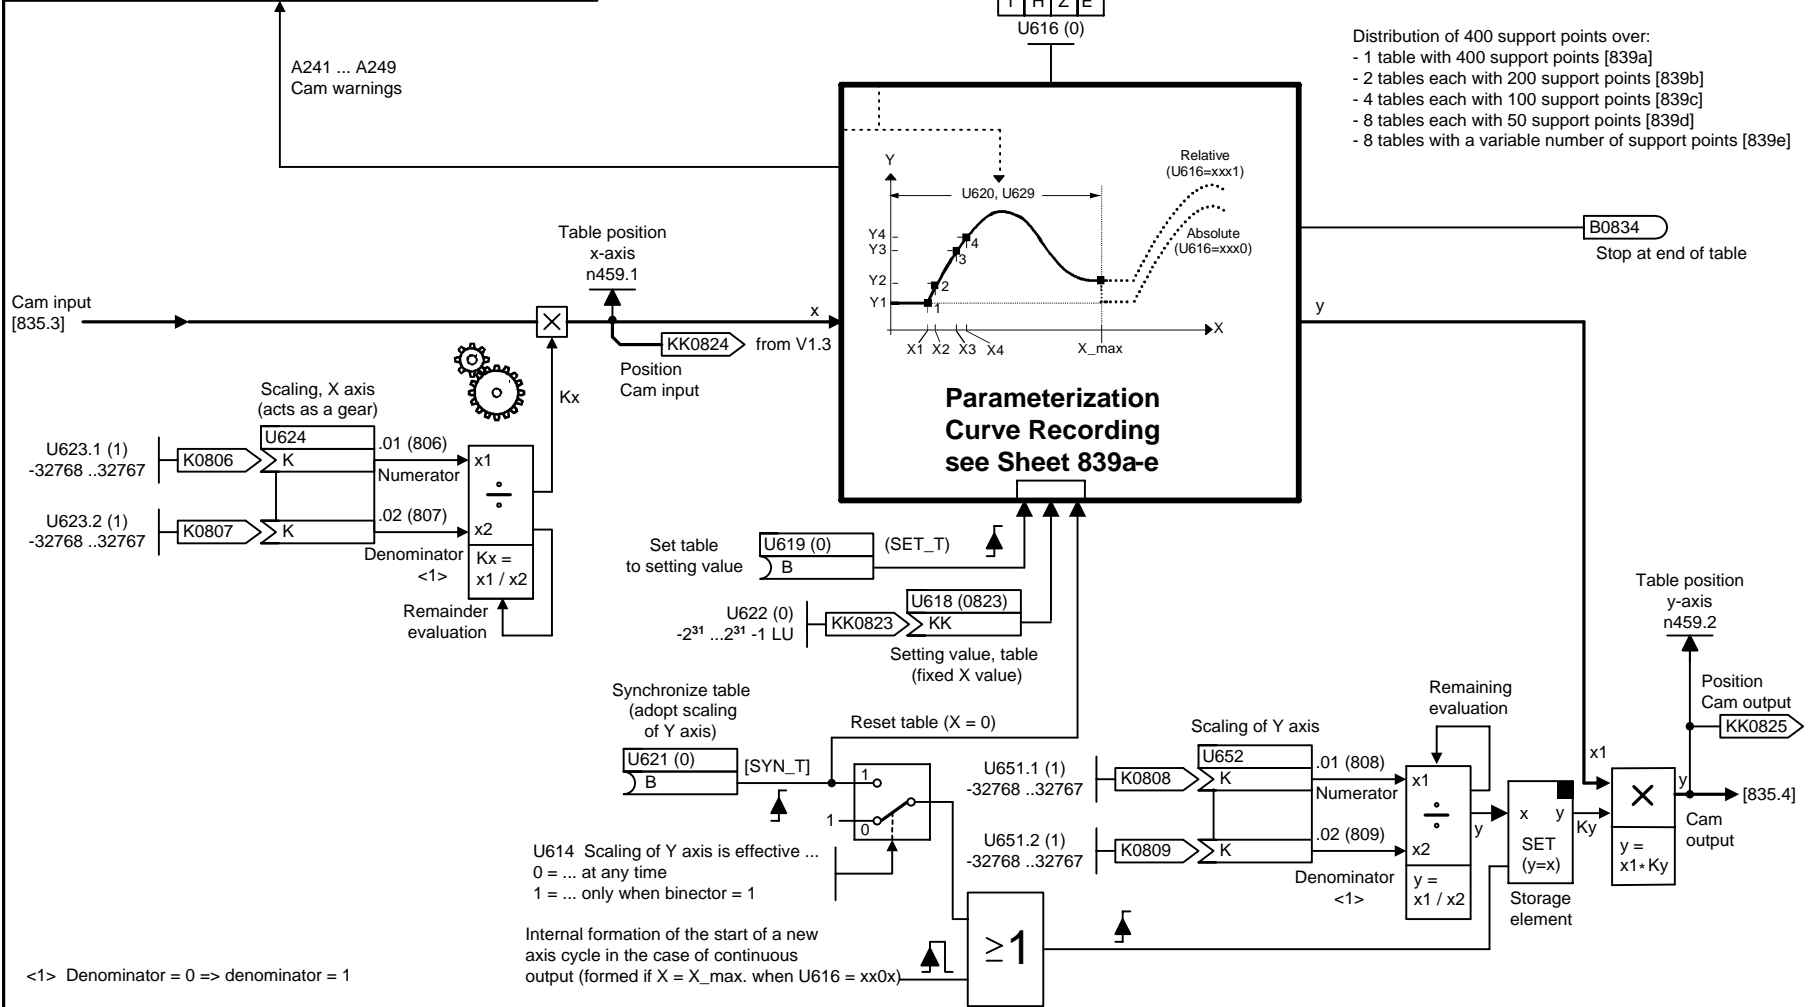 T H Z E
U616 (0)
Distribution of 400 support points over:
- 1 table with 400 support points [839a]
- 2 tables each with 200 support points [839b]
- 4 tables each with 100 support points [839c]
- 8 tables each with 50 support points [839d]
- 8 tables with a variable number of support points [839e]
A241 ... A249
Cam warnings
Y
U620, U629
Relative
(U616=xxx1)
Absolute
(U616=xxx0)
Y4
Y3
Y2
Y1
4
3
2
1
X
X1 X2 X3 X4
X_max
B0834
Stop at end of table
Table position
x-axis
n459.1
Cam input
[835.3]
x
y
KK0824
from V1.3
Position
Cam input
Parameterization
Curve Recording
see Sheet 839a-e
Scaling, X axis
(acts as a gear)
Kx
U623.1 (1)
-32768 ..32767
K0806
U624
K
.01 (806)
Numerator
x1
÷
U623.2 (1)
-32768 ..32767
K0807
K
.02 (807)
x2
Denominator
<1>
Kx =
x1 / x2
Remainder
evaluation
Set table
to setting value
U619 (0)
B
(SET_T)
U622 (0)
-2³¹ ...2³¹ -1 LU
KK0823
U618 (0823)
KK
Setting value, table
(fixed X value)
Synchronize table
(adopt scaling
of Y axis)
U621 (0)
B
[SYN_T]
Reset table (X = 0)
1
1
0
U614 Scaling of Y axis is effective ...
0 = ... at any time
1 = ... only when binector = 1
Internal formation of the start of a new
axis cycle in the case of continuous
output (formed if X = X_max. when U616 = xx0x)
≥1
Scaling of Y axis
U651.1 (1)
-32768 ..32767
K0808
U652
K
.01 (808)
Numerator
U651.2 (1)
-32768 ..32767
K0809
K
.02 (809)
Denominator
<1>
Remaining
evaluation
x1
÷
x2
y =
x1 / x2
y
x y
SET
(y=x)
Storage
element
Ky
x1
×
y =
x1*Ky
y
Table position
y-axis
n459.2
Position
Cam output
KK0825
[835.4]
Cam
output
<1> Denominator = 0 => denominator = 1